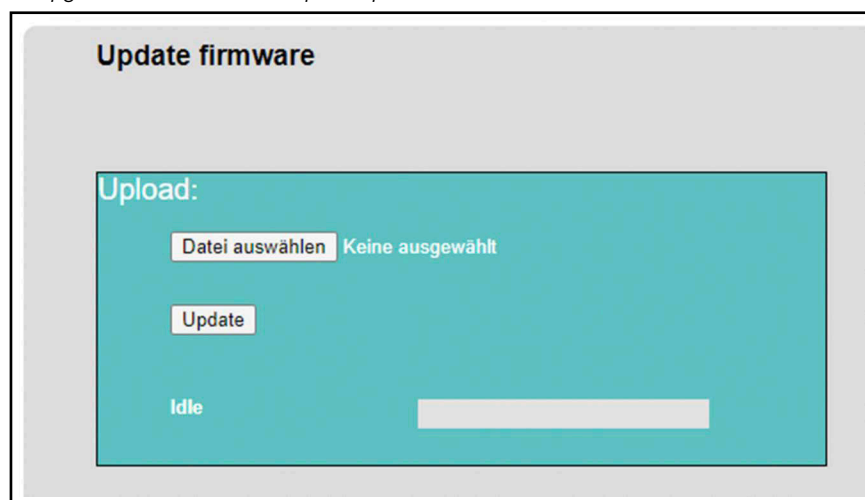 Update firmware
Upload:
Datei auswählen Keine ausgewählt
Update
Idle